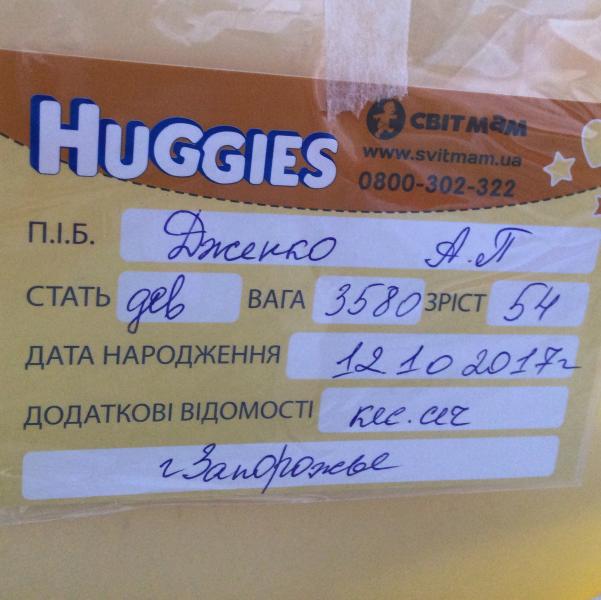 HUGGIES
СВІТМАМ
www.svitmam.ua
0800-302-322
П.І.Б. Дженко А.П
СТАТЬ дев ВАГА 3580 ЗРІСТ 54
ДАТА НАРОДЖЕННЯ 12 10 2017г
ДОДАТКОВІ ВІДОМОСТІ кес.сеч
г Запорожье